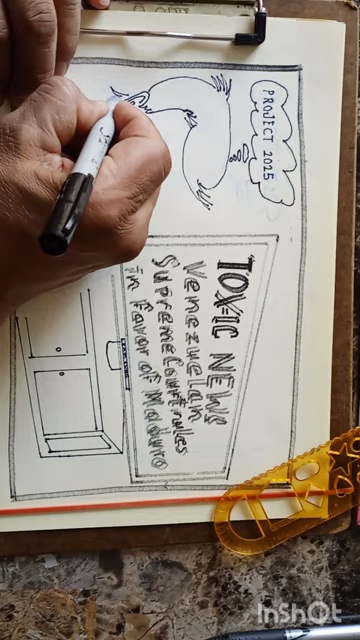 PROJECT 2025
TOXIC NEWS
Venezuelan
Supreme Court rules
in favor of Maduro
InShOt